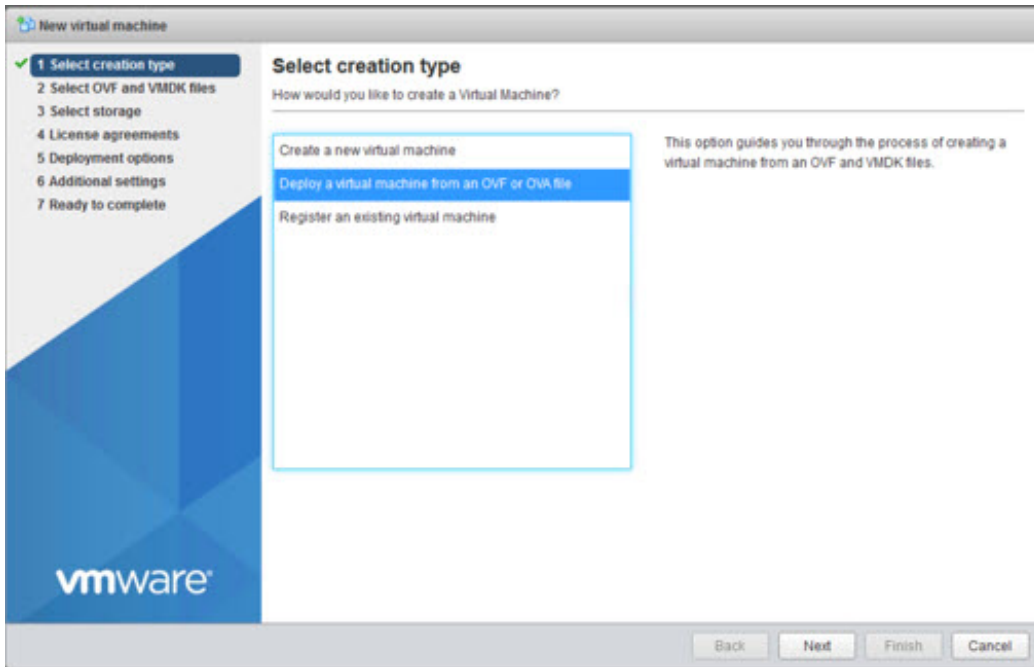 New virtual machine
1 Select creation type
2 Select OVF and VMDK files
3 Select storage
4 License agreements
5 Deployment options
6 Additional settings
7 Ready to complete
Select creation type
How would you like to create a Virtual Machine?
Create a new virtual machine
Deploy a virtual machine from an OVF or OVA file
Register an existing virtual machine
This option guides you through the process of creating a
virtual machine from an OVF and VMDK files.
vmware®
Back Next Finish Cancel